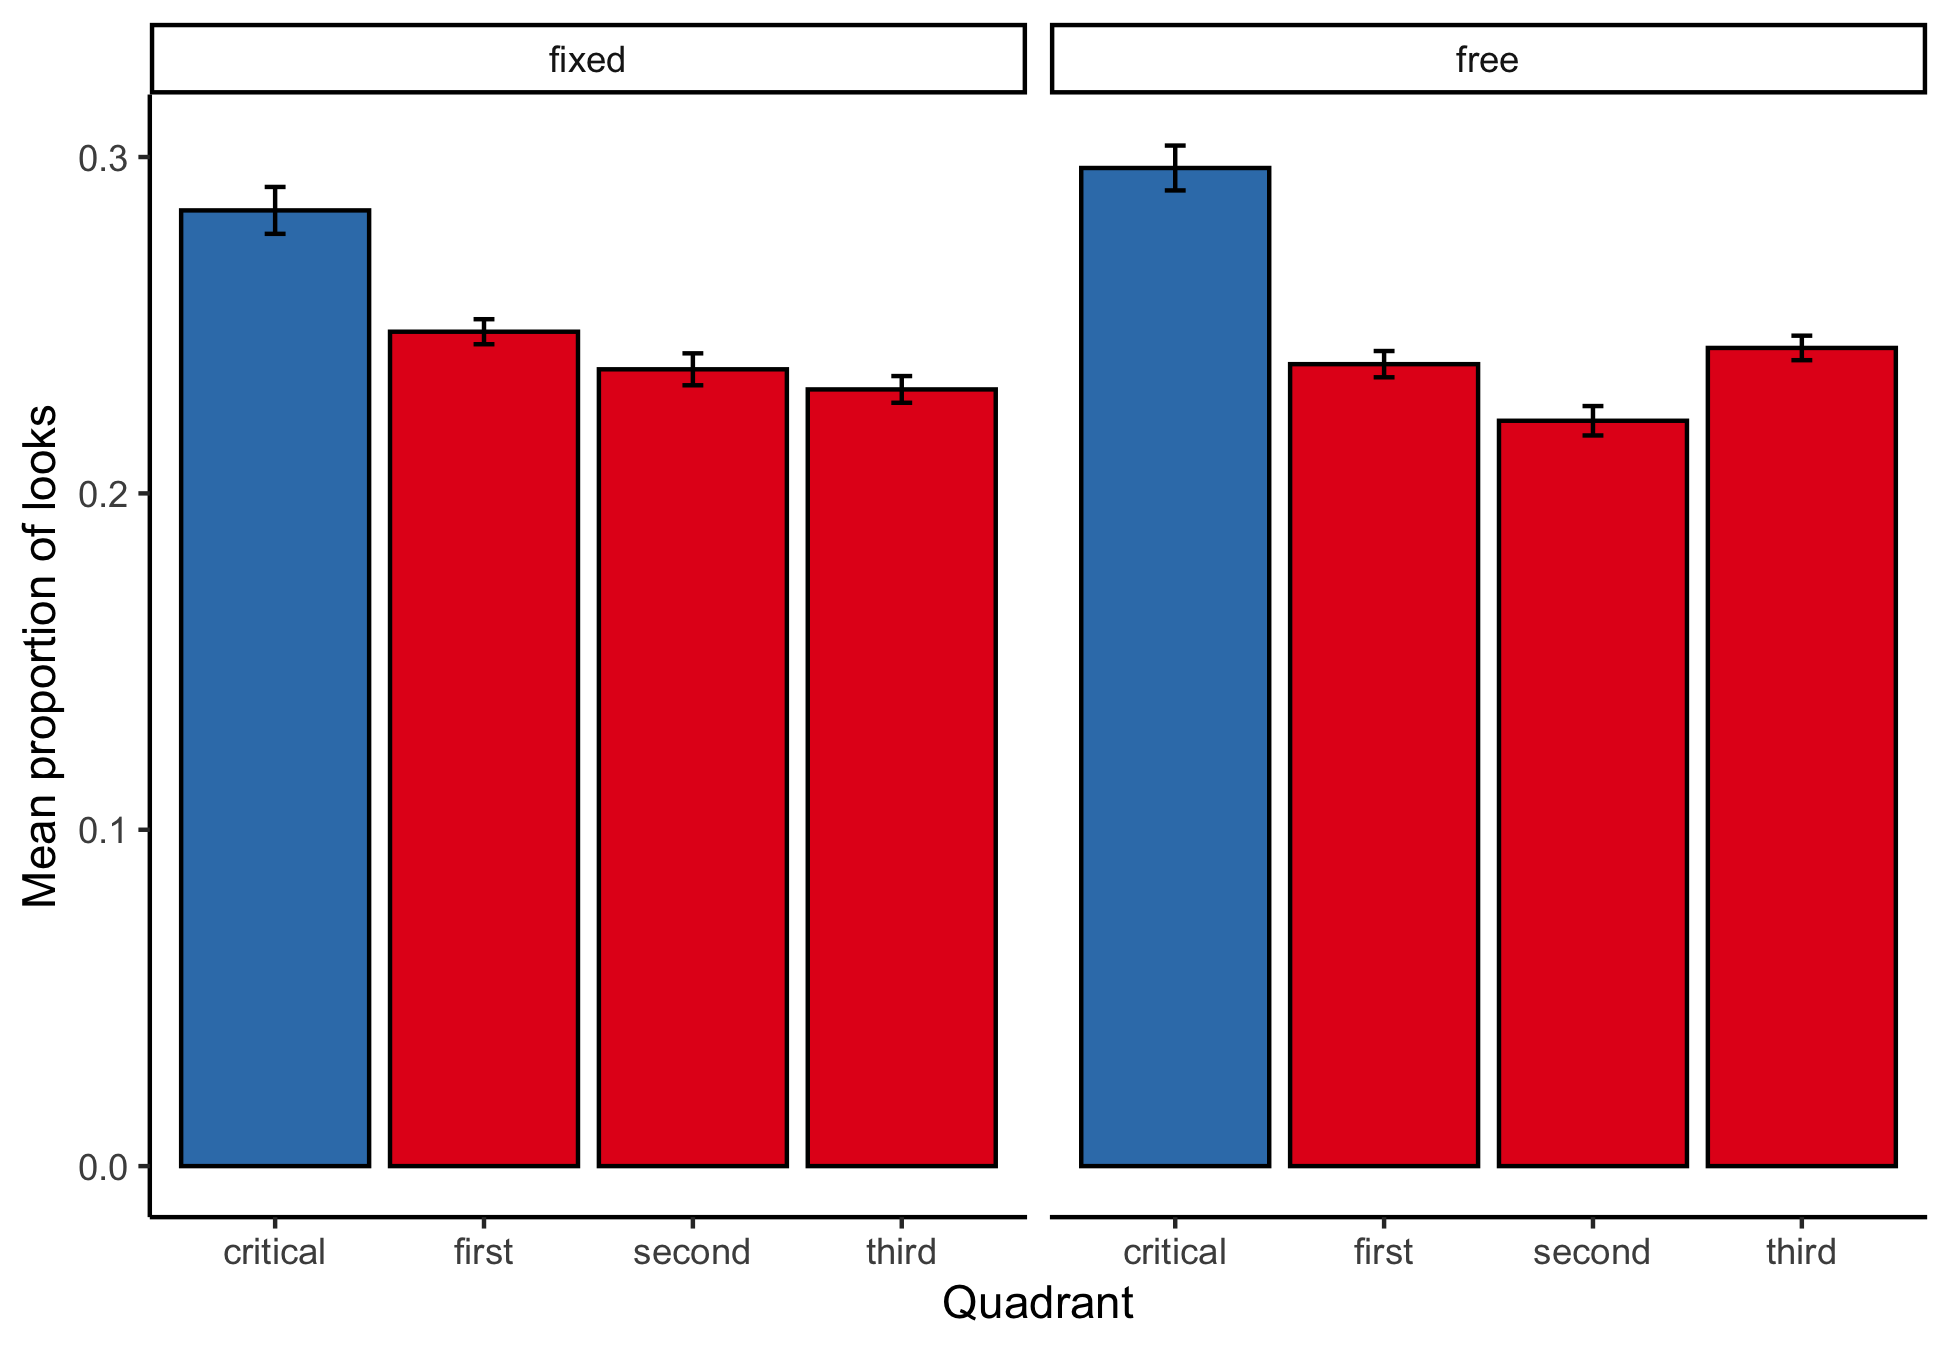 fixed
free
Mean proportion of looks
0.3
0.2
0.1
0.0
critical first second third
critical first second third
Quadrant